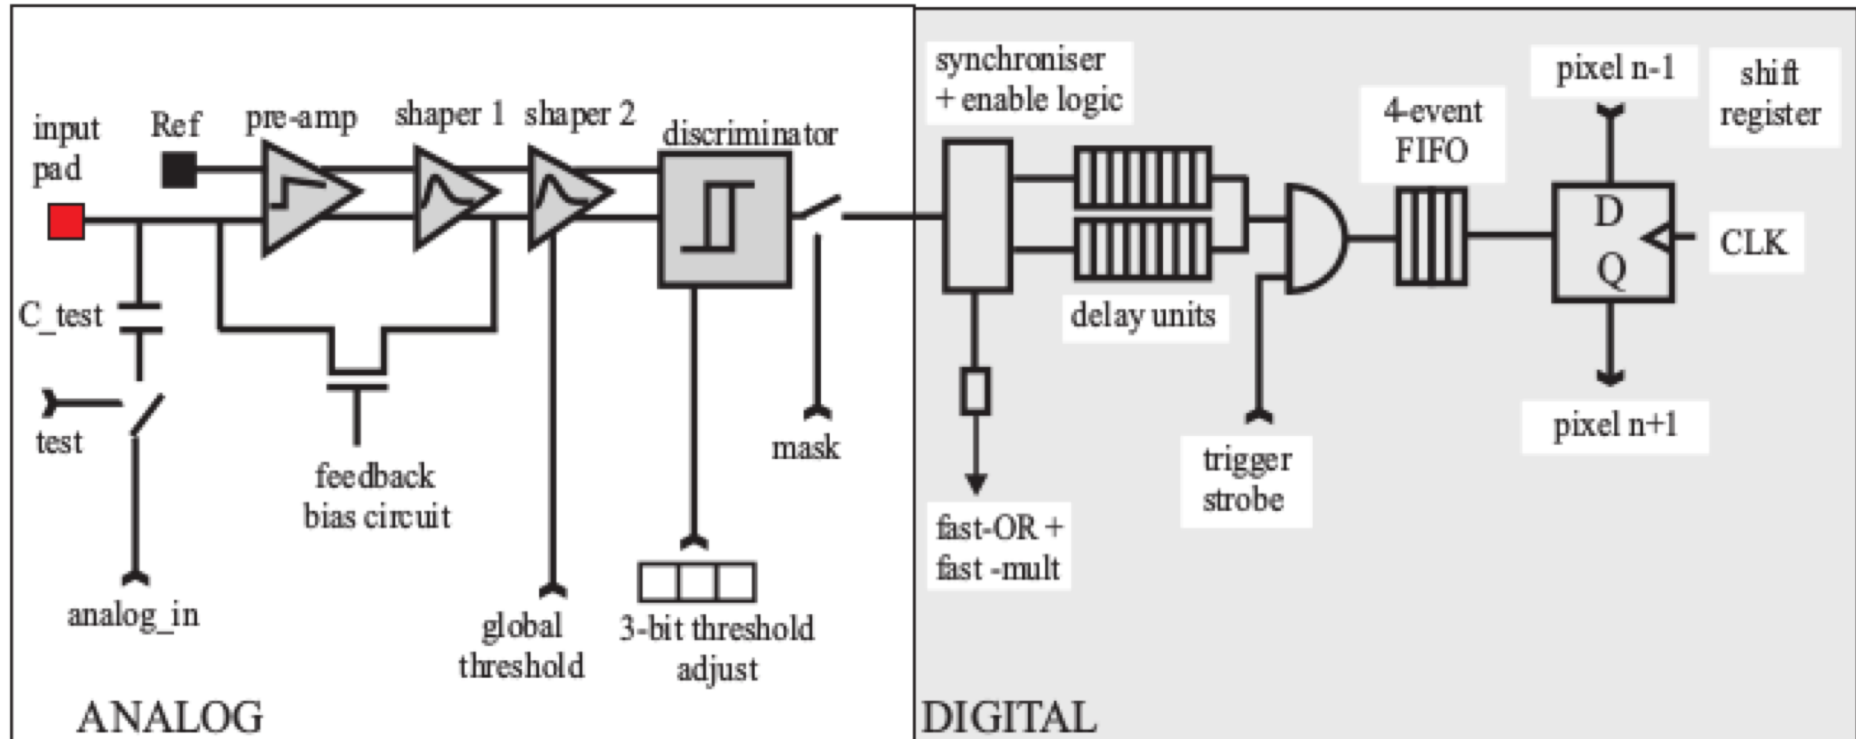 input
pad
Ref
pre-amp
shaper 1
shaper 2
discriminator
C_test
test
analog_in
feedback
bias circuit
global
threshold
3-bit threshold
adjust
mask
ANALOG
synchroniser
+ enable logic
delay units
fast-OR +
fast -mult
trigger
strobe
4-event
FIFO
pixel n-1
shift
register
D
Q
CLK
pixel n+1
DIGITAL